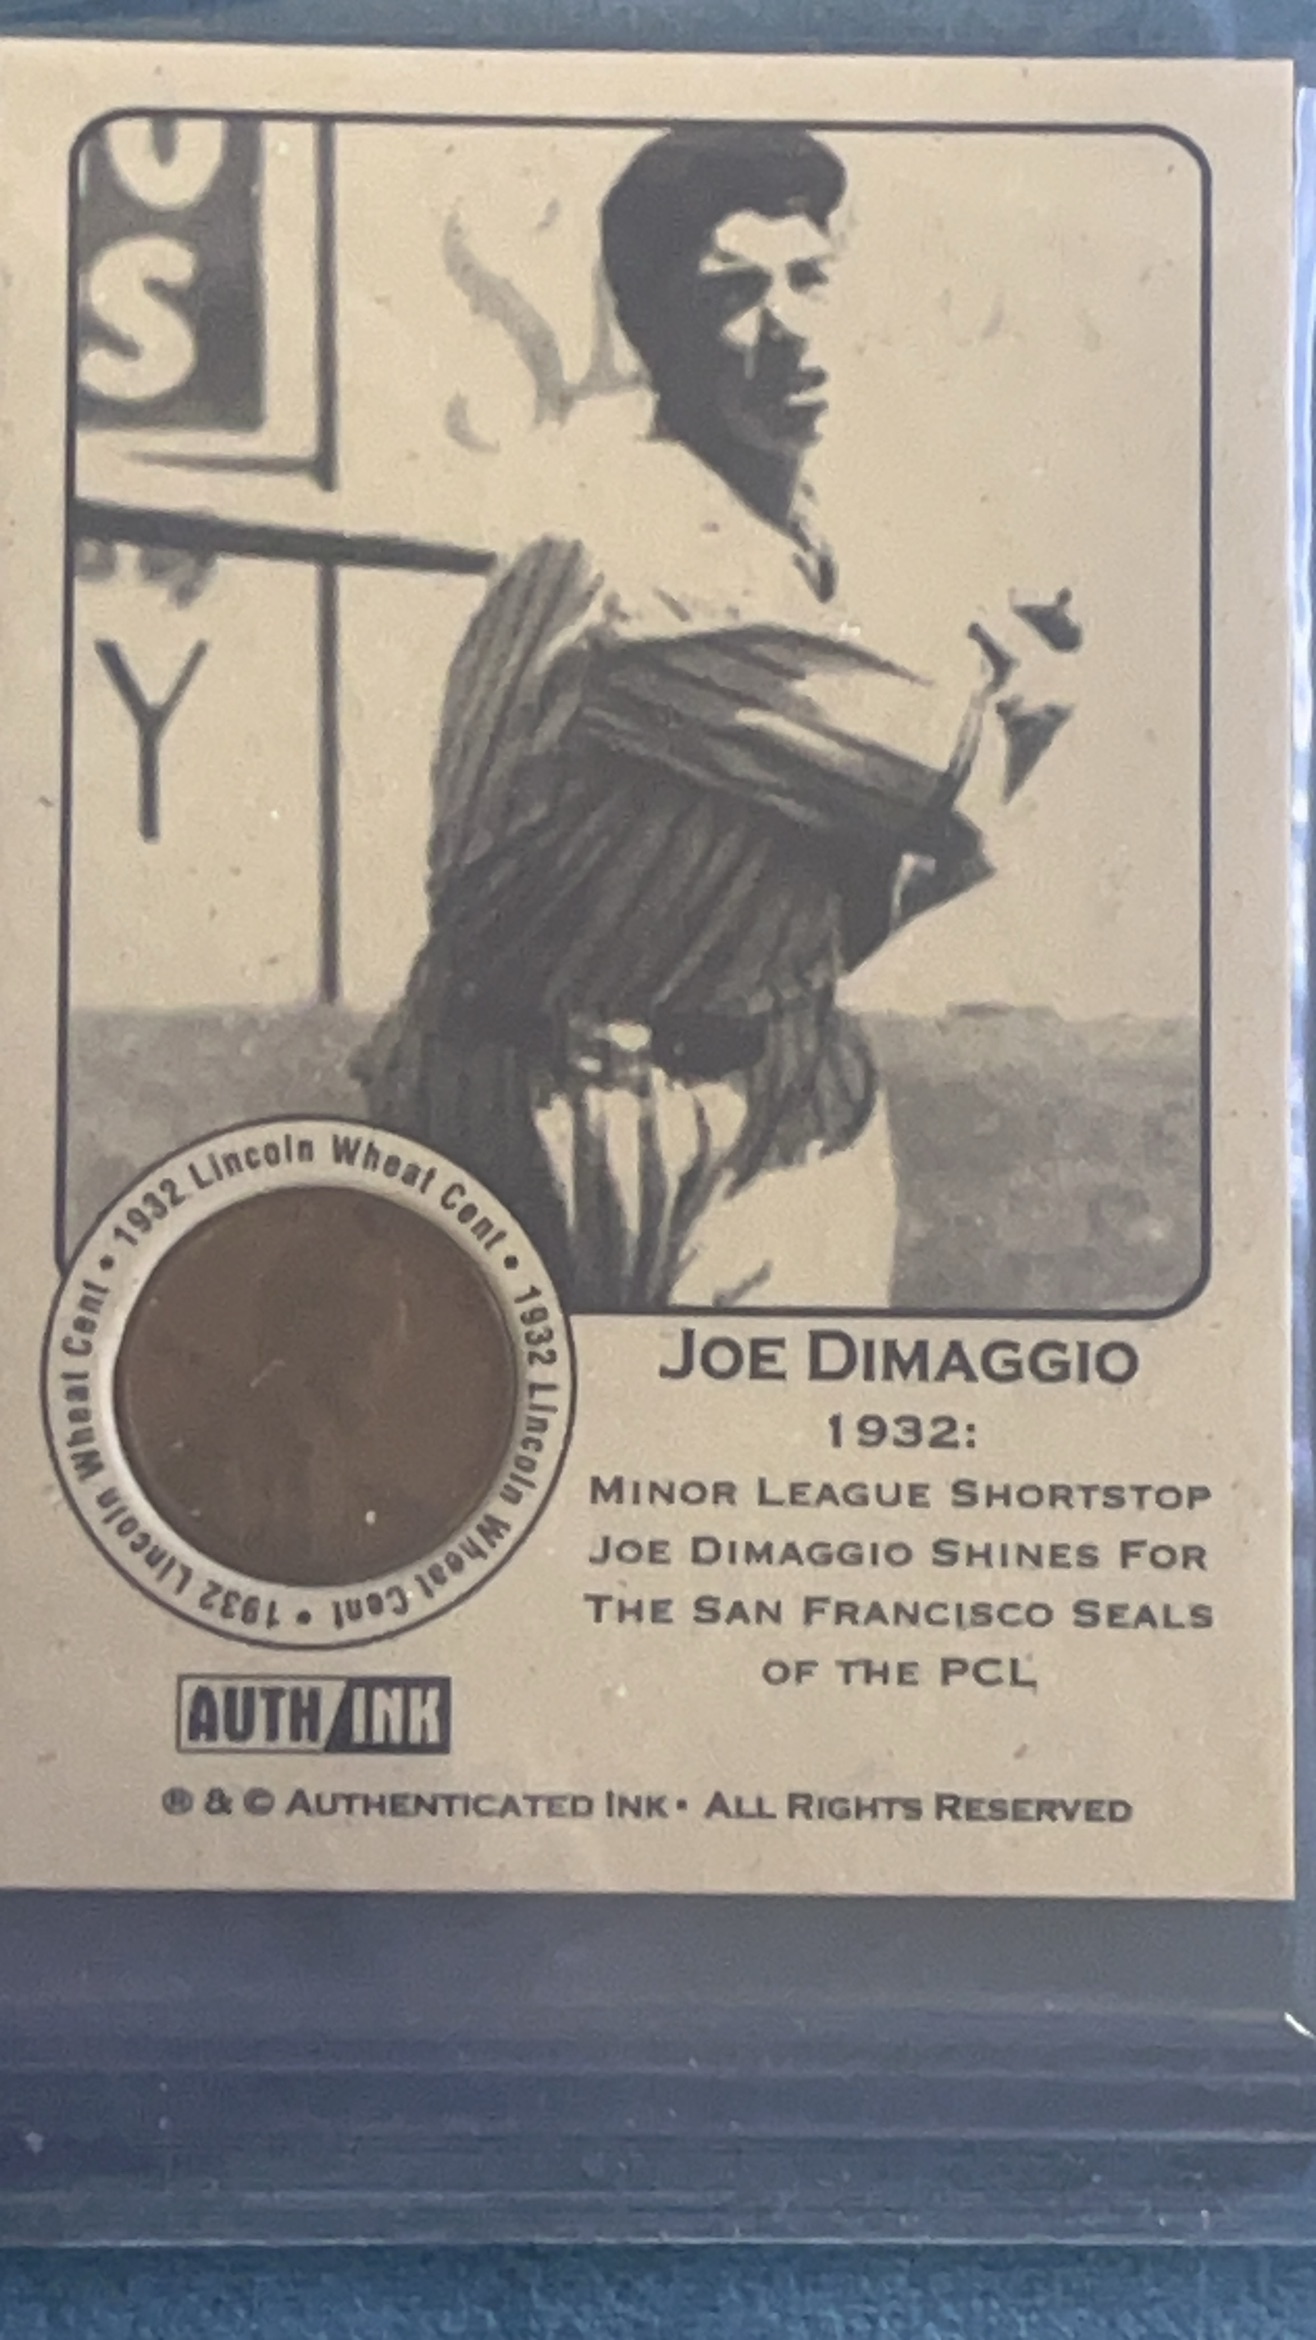 U
S
Y
1932 Lincoln Wheat Cent • 1932 Lincoln Wheat Cent • 1932 Lincoln Wheat Cent •
JOE DIMAGGIO
1932:
MINOR LEAGUE SHORTSTOP
JOE DIMAGGIO SHINES FOR
THE SAN FRANCISCO SEALS
OF THE PCL
AUTH/INK
® & © AUTHENTICATED INK • ALL RIGHTS RESERVED